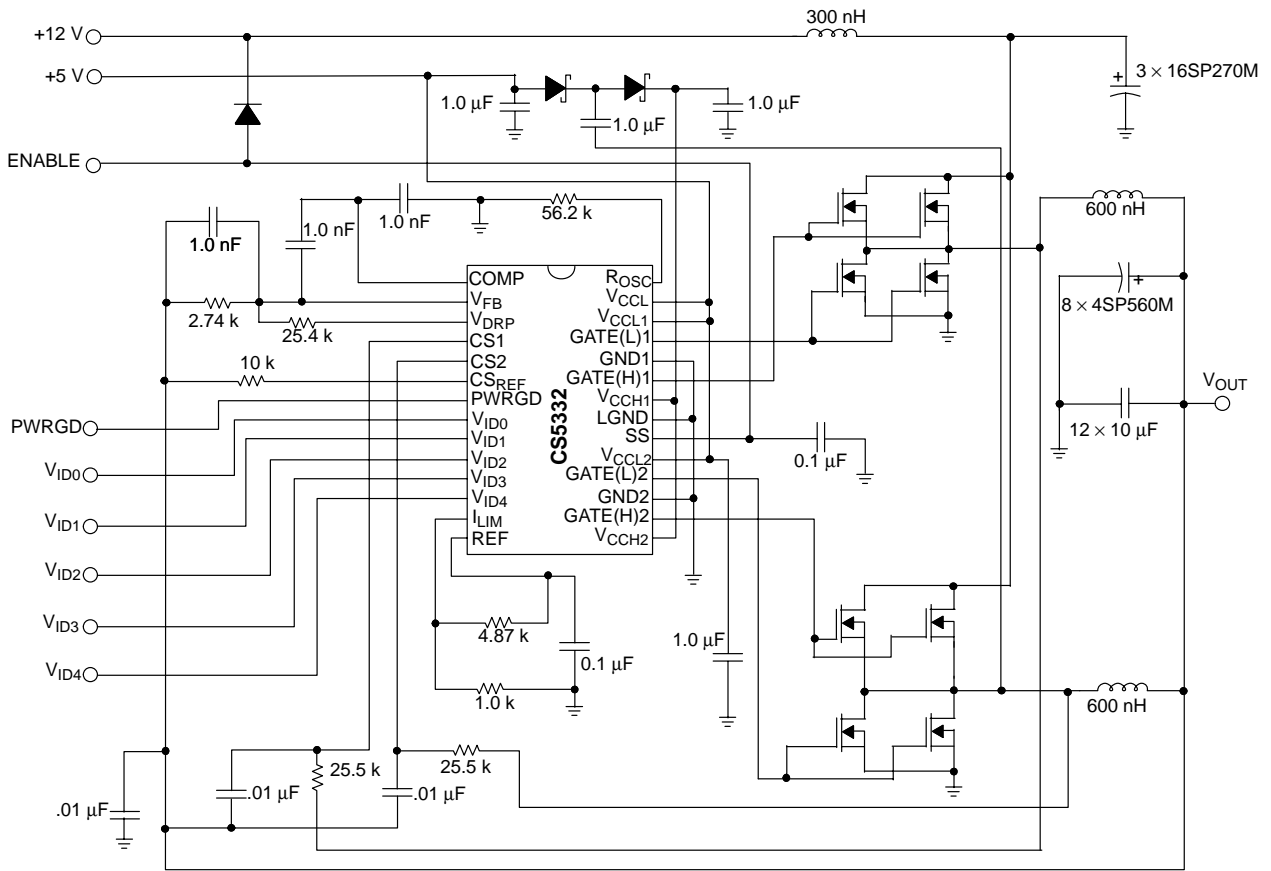 300 nH
+12 V
+5 V
3 × 16SP270M
1.0 μF
1.0 μF
1.0 μF
ENABLE
1.0 nF
56.2 k
1.0 nF
1.0 nF
600 nH
COMP
ROSC
VFB
VCCL
8 × 4SP560M
2.74 k
25.4 k
VDRP
VCCL1
CS1
GATE(L)1
10 k
CS2
GND1
CSREF
GATE(H)1
PWRGD
VCCH1
VOUT
CS5332
PWRGD
VID0
LGND
12 × 10 μF
VID1
SS
VID0
VID2
VCCL2
0.1 μF
VID3
GATE(L)2
VID4
GND2
VID1
ILIM
GATE(H)2
REF
VCCH2
VID2
VID3
4.87 k
1.0 μF
0.1 μF
VID4
1.0 k
600 nH
25.5 k
25.5 k
.01 μF
.01 μF
.01 μF